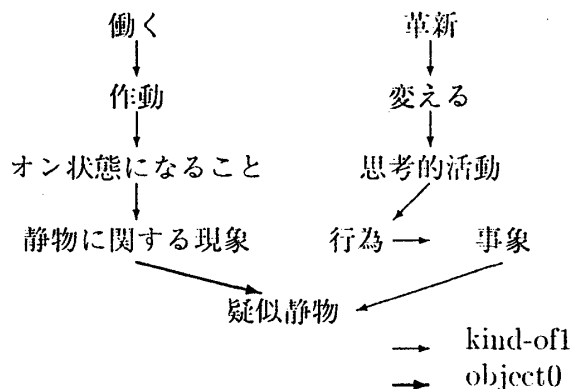 働く 革新
作動 変える
オン状態になること 思考的活動
静物に関する現象 行為 事象
疑似静物
kind-of1
object0